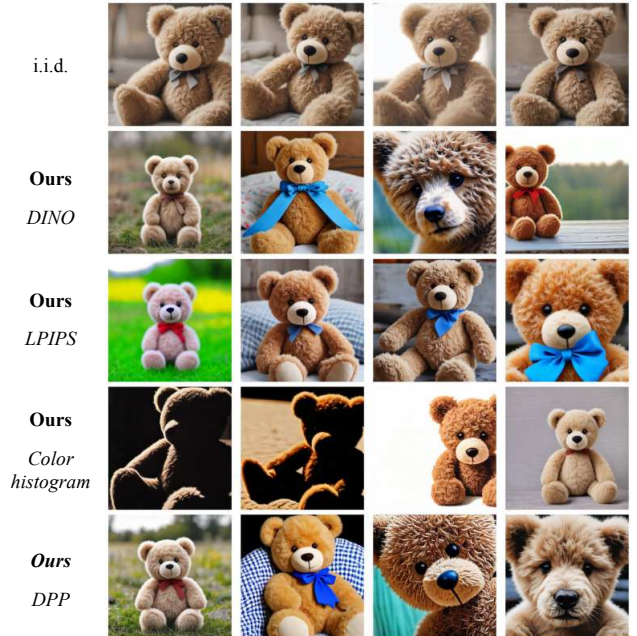 i.i.d.
Ours
DINO
Ours
LPIPS
Ours
Color
histogram
Ours
DPP